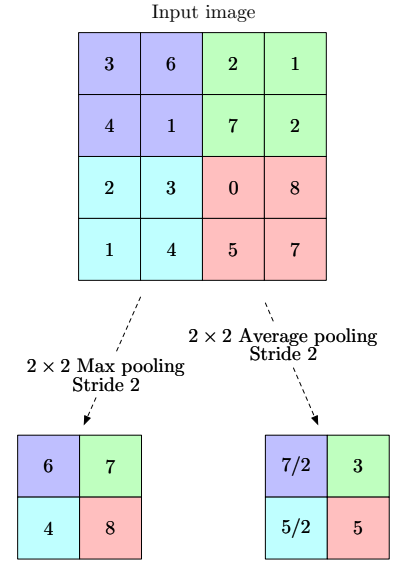 Input image
3 6 2 1
4 1 7 2
2 3 0 8
1 4 5 7
2 × 2 Average pooling
Stride 2
2 × 2 Max pooling
Stride 2
6 7
4 8
7/2 3
5/2 5